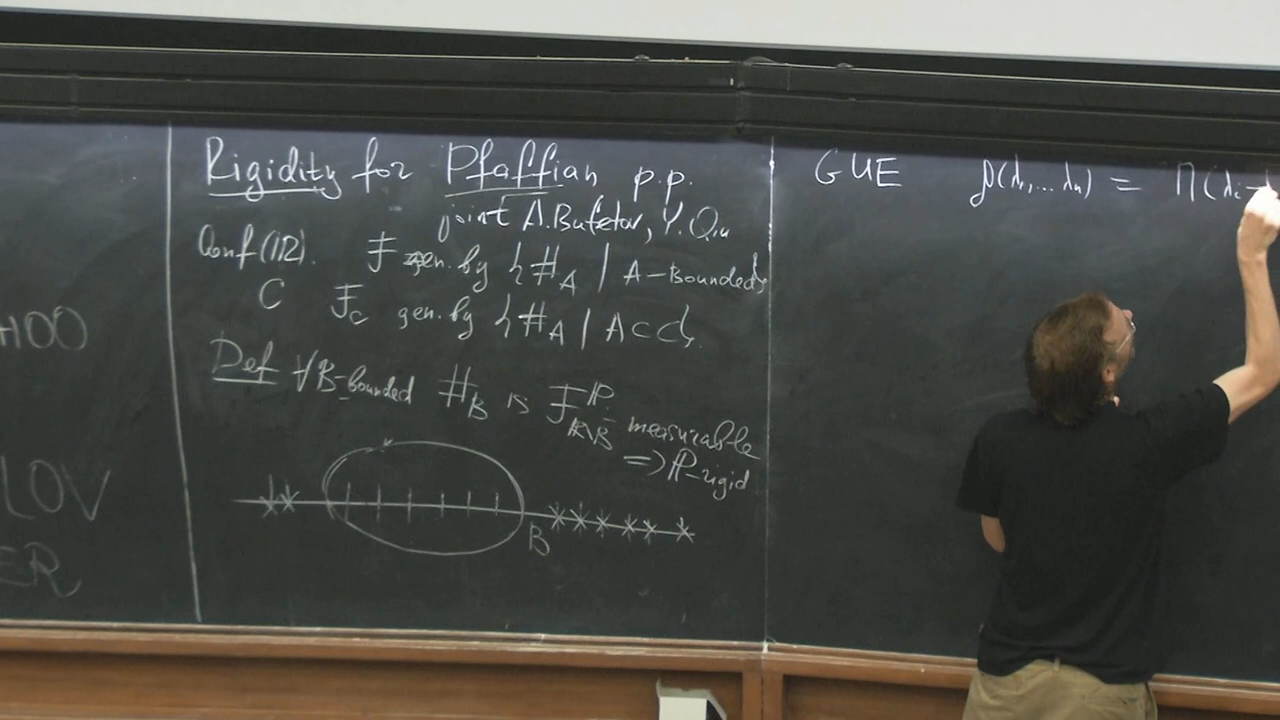 HOO
LOV
ER
Rigidity for Pfaffian p.p.
joint A.Bufetov, Y.Qiu
Conf(ℝ). F gen. by {#_A | A-Bounded}
C F_C gen. by {#_A | A⊂C}.
Def ∀B-bounded #_B is F^ℙ_{ℝ\B}-measurable
⇒ ℙ-rigid
B
GUE ρ(λ₁,...λₙ) = Π(λᵢ-